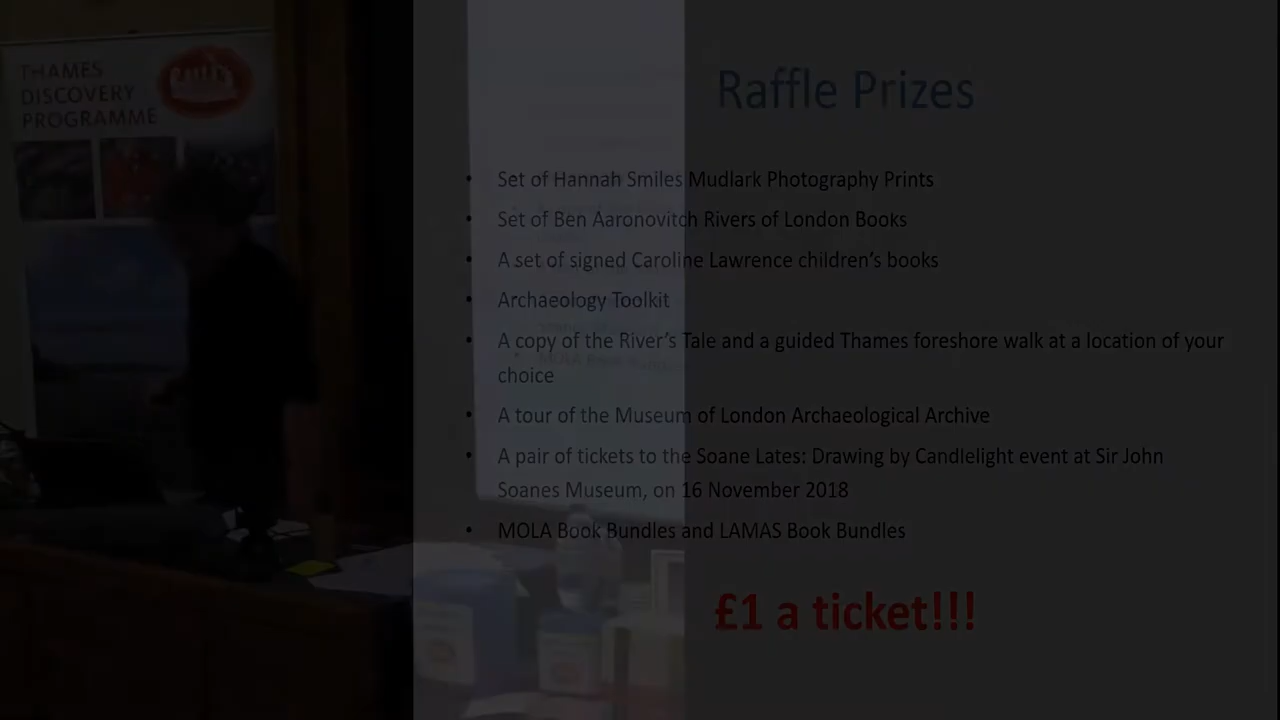 THAMES
DISCOVERY
PROGRAMME
Raffle Prizes
• Set of Hannah Smiles Mudlark Photography Prints
• Set of Ben Aaronovitch Rivers of London Books
• A set of signed Caroline Lawrence children's books
• Archaeology Toolkit
• A copy of the River's Tale and a guided Thames foreshore walk at a location of your
choice
• A tour of the Museum of London Archaeological Archive
• A pair of tickets to the Soane Lates: Drawing by Candlelight event at Sir John
Soanes Museum, on 16 November 2018
• MOLA Book Bundles and LAMAS Book Bundles
£1 a ticket!!!